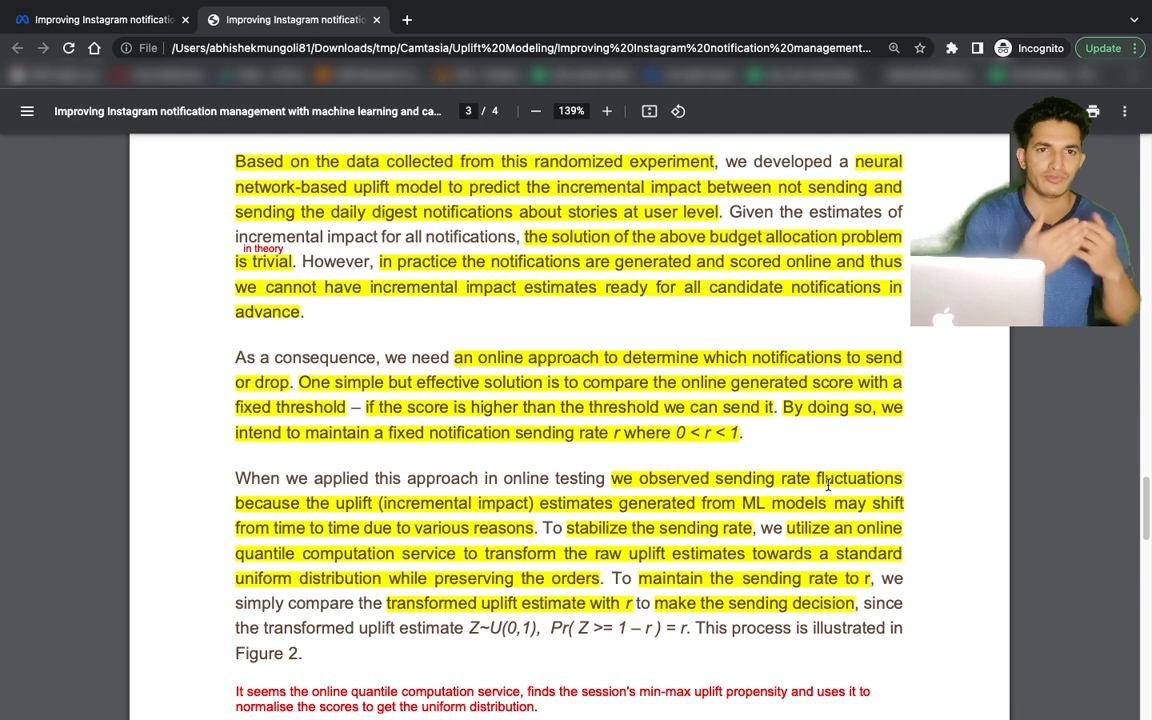 Improving Instagram notificatio
Improving Instagram notificatio
File
/Users/abhishekmungoli81/Downloads/tmp/Camtasia/Uplift%20Modeling/Improving%20Instagram%20notification%20management...
Incognito
Update
Improving Instagram notification management with machine learning and ca...
3 / 4
139%
Based on the data collected from this randomized experiment, we developed a neural
network-based uplift model to predict the incremental impact between not sending and
sending the daily digest notifications about stories at user level. Given the estimates of
incremental impact for all notifications, the solution of the above budget allocation problem
in theory
is trivial. However, in practice the notifications are generated and scored online and thus
we cannot have incremental impact estimates ready for all candidate notifications in
advance.
As a consequence, we need an online approach to determine which notifications to send
or drop. One simple but effective solution is to compare the online generated score with a
fixed threshold – if the score is higher than the threshold we can send it. By doing so, we
intend to maintain a fixed notification sending rate r where 0 < r < 1.
When we applied this approach in online testing we observed sending rate fluctuations
because the uplift (incremental impact) estimates generated from ML models may shift
from time to time due to various reasons. To stabilize the sending rate, we utilize an online
quantile computation service to transform the raw uplift estimates towards a standard
uniform distribution while preserving the orders. To maintain the sending rate to r, we
simply compare the transformed uplift estimate with r to make the sending decision, since
the transformed uplift estimate Z~U(0,1), Pr( Z >= 1 – r ) = r. This process is illustrated in
Figure 2.
It seems the online quantile computation service, finds the session's min-max uplift propensity and uses it to
normalise the scores to get the uniform distribution.